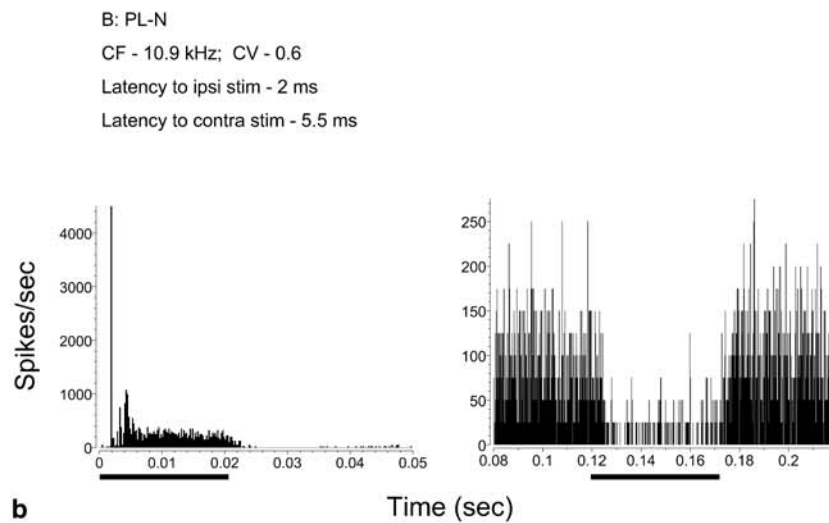 B: PL-N
CF - 10.9 kHz; CV - 0.6
Latency to ipsi stim - 2 ms
Latency to contra stim - 5.5 ms
Spikes/sec
4000
3000
2000
1000
0
0 0.01 0.02 0.03 0.04 0.05
250
200
150
100
50
0
0.08 0.1 0.12 0.14 0.16 0.18 0.2
b
Time (sec)